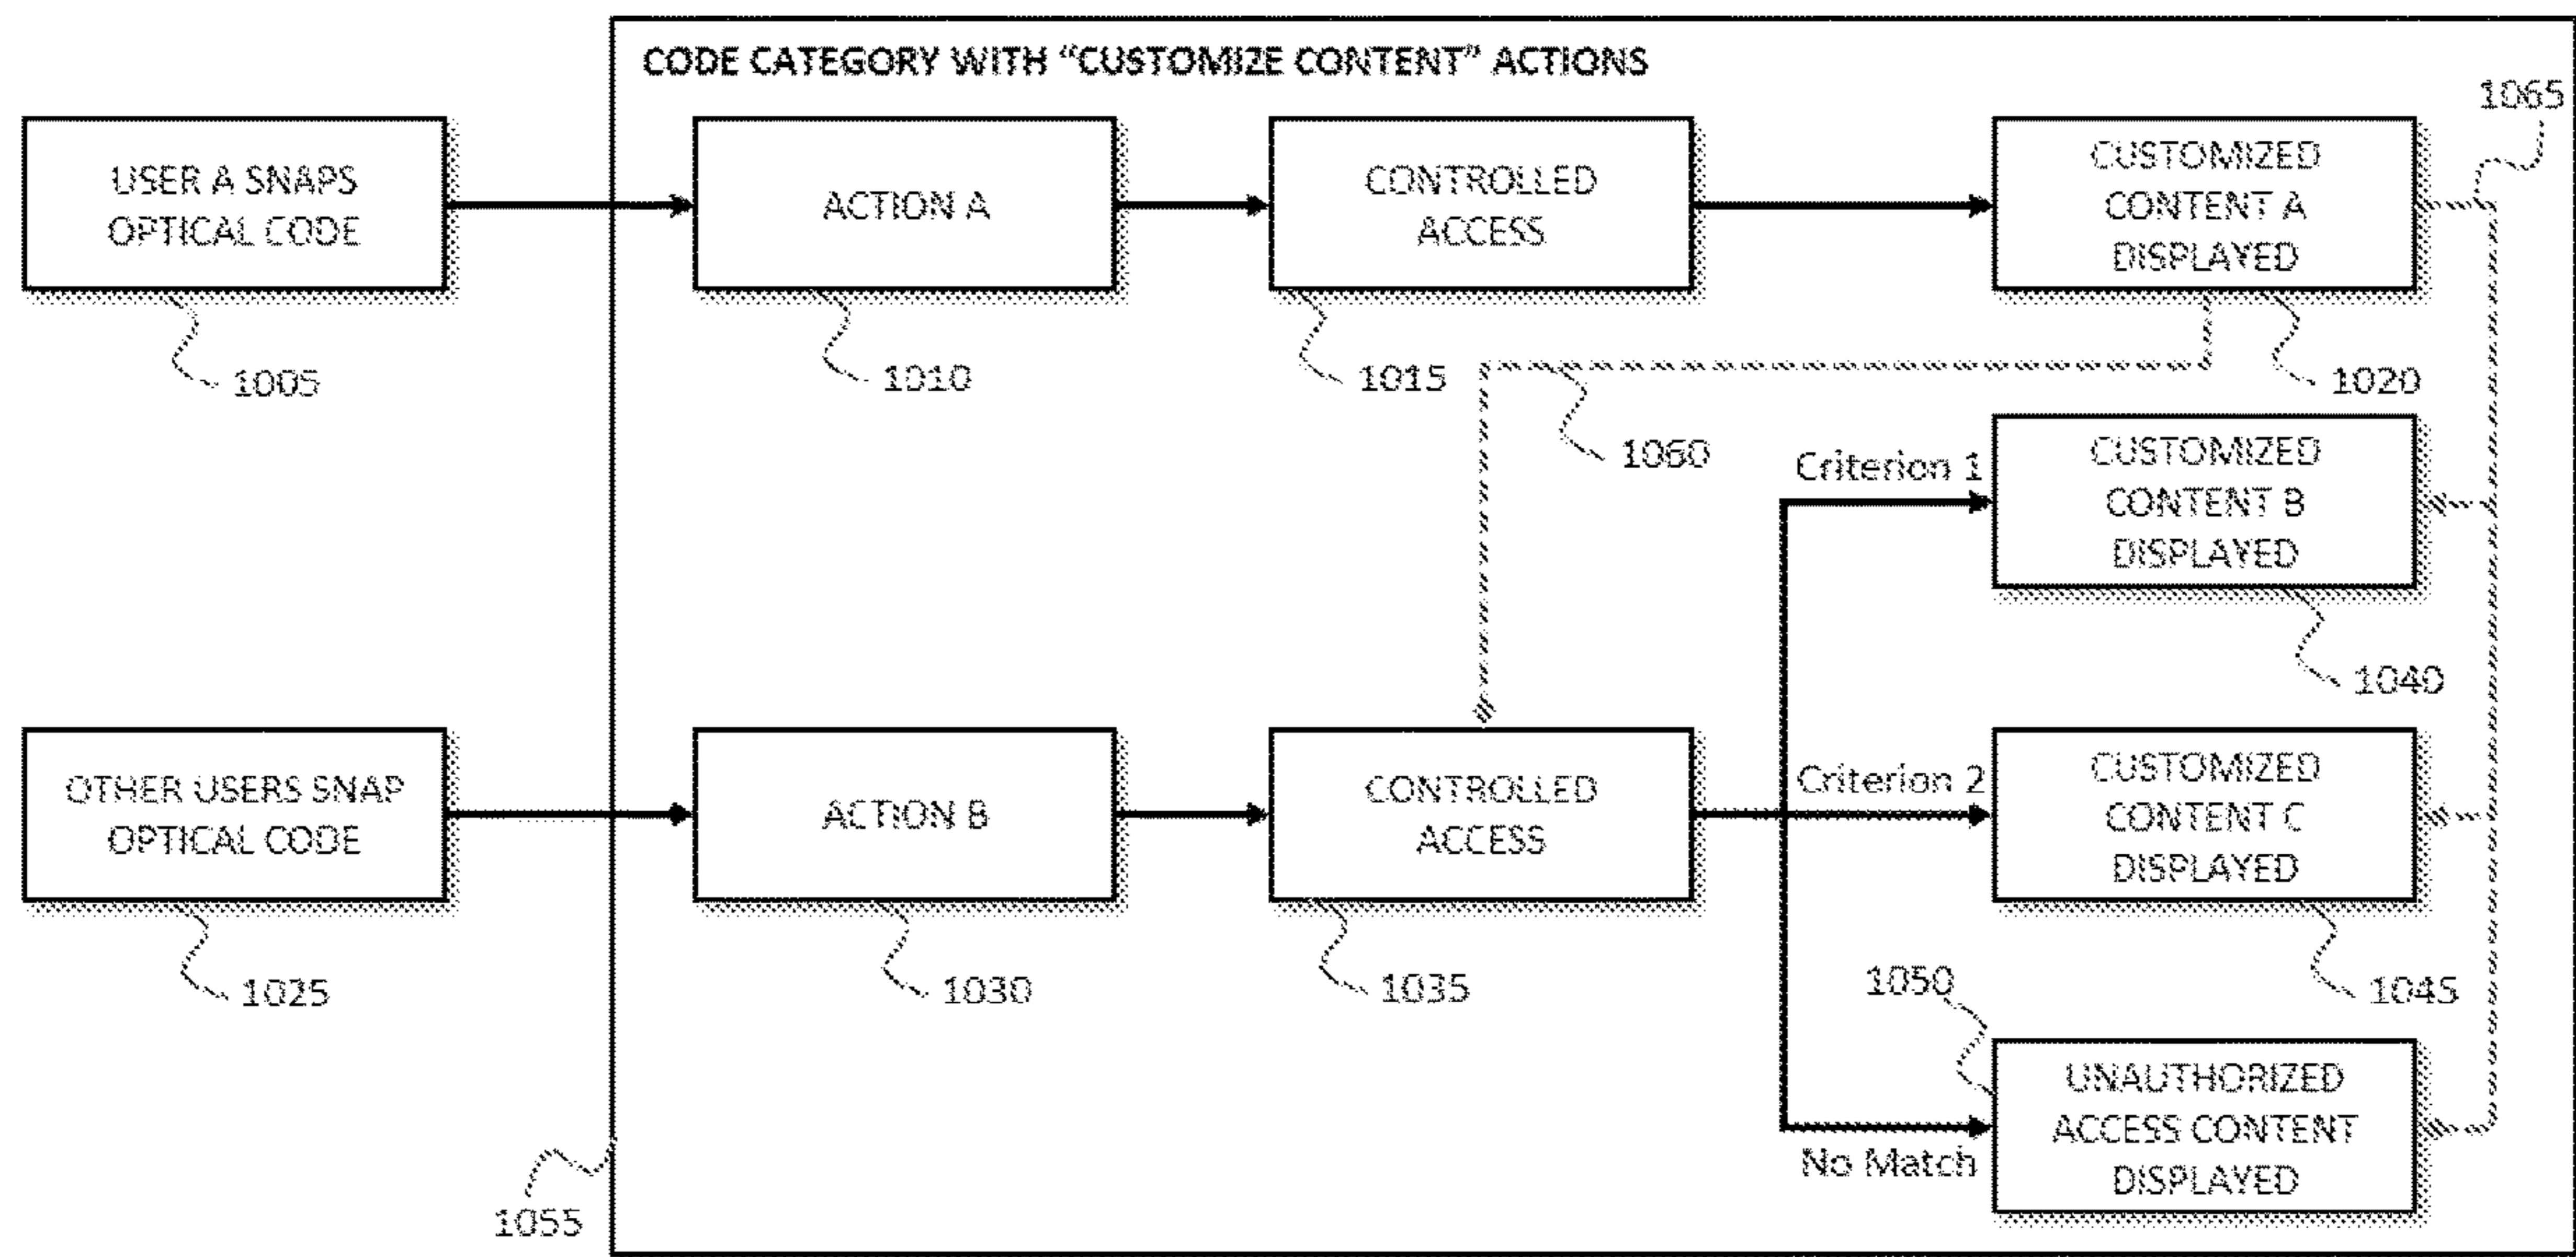 CODE CATEGORY WITH “CUSTOMIZE CONTENT” ACTIONS
1065
USER A SNAPS
OPTICAL CODE
ACTION A
CONTROLLED
ACCESS
CUSTOMIZED
CONTENT A
DISPLAYED
1005
1010
1015
1020
1060
Criterion 1
CUSTOMIZED
CONTENT B
DISPLAYED
1040
OTHER USERS SNAP
OPTICAL CODE
ACTION B
CONTROLLED
ACCESS
Criterion 2
CUSTOMIZED
CONTENT C
DISPLAYED
1025
1030
1035
1050
1045
No Match
UNAUTHORIZED
ACCESS CONTENT
DISPLAYED
1055